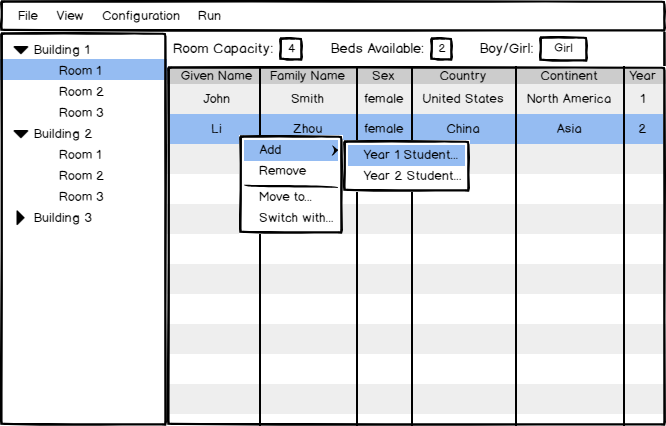 File View Configuration Run
Building 1
Room 1
Room 2
Room 3
Building 2
Room 1
Room 2
Room 3
Building 3
Room Capacity: 4 Beds Available: 2 Boy/Girl: Girl
Given Name Family Name Sex Country Continent Year
John Smith female United States North America 1
Li Zhou female China Asia 2
Add
Remove
Move to...
Switch with...
Year 1 Student...
Year 2 Student...